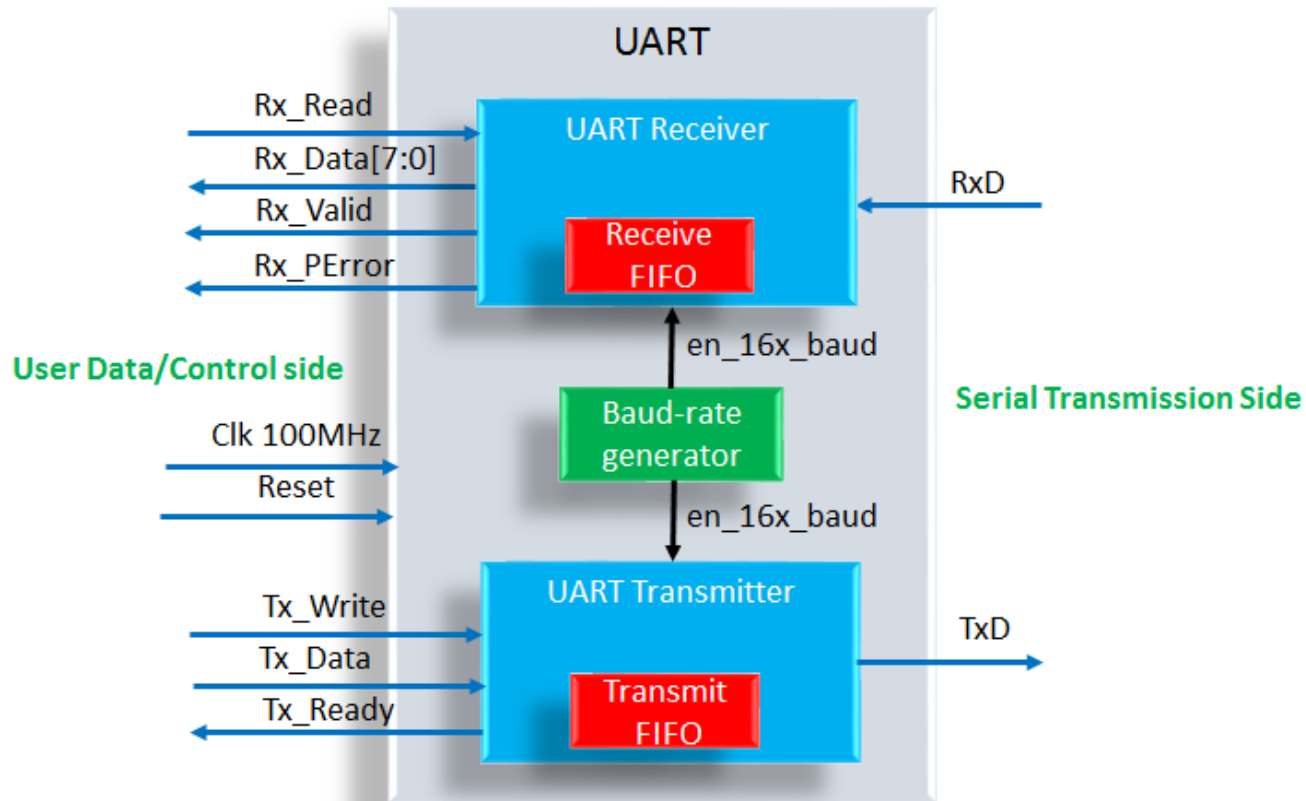 UART
Rx_Read
Rx_Data[7:0]
Rx_Valid
Rx_PError
UART Receiver
Receive
FIFO
RxD
en_16x_baud
User Data/Control side
Baud-rate
generator
Serial Transmission Side
Clk 100MHz
Reset
en_16x_baud
UART Transmitter
Tx_Write
Tx_Data
Tx_Ready
Transmit
FIFO
TxD